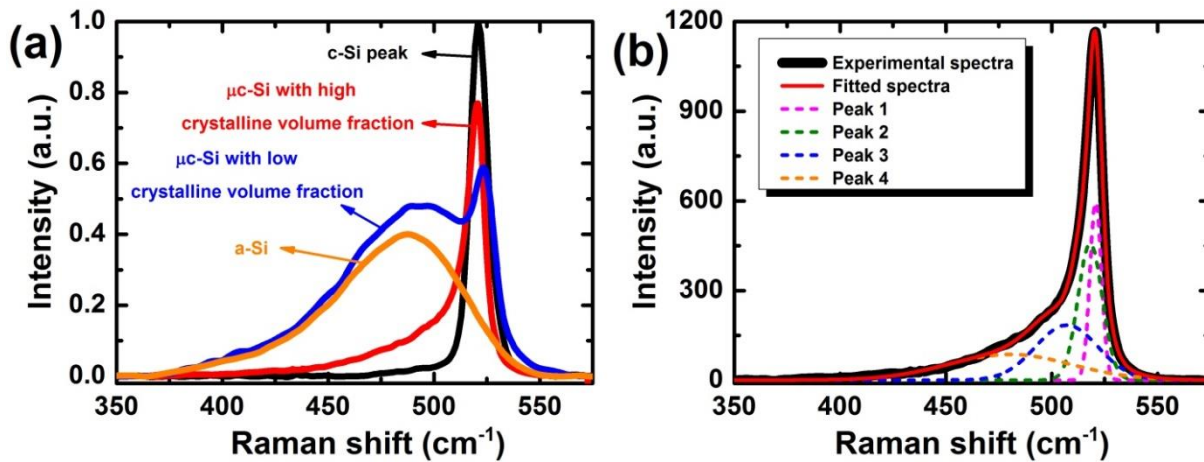 (a)
1.0
0.8
0.6
0.4
0.2
0.0
Intensity (a.u.)
c-Si peak
μc-Si with high
crystalline volume fraction
μc-Si with low
crystalline volume fraction
a-Si
350 400 450 500 550
Raman shift (cm⁻¹)
(b)
1200
900
600
300
0
Intensity (a.u.)
Experimental spectra
Fitted spectra
Peak 1
Peak 2
Peak 3
Peak 4
350 400 450 500 550
Raman shift (cm⁻¹)